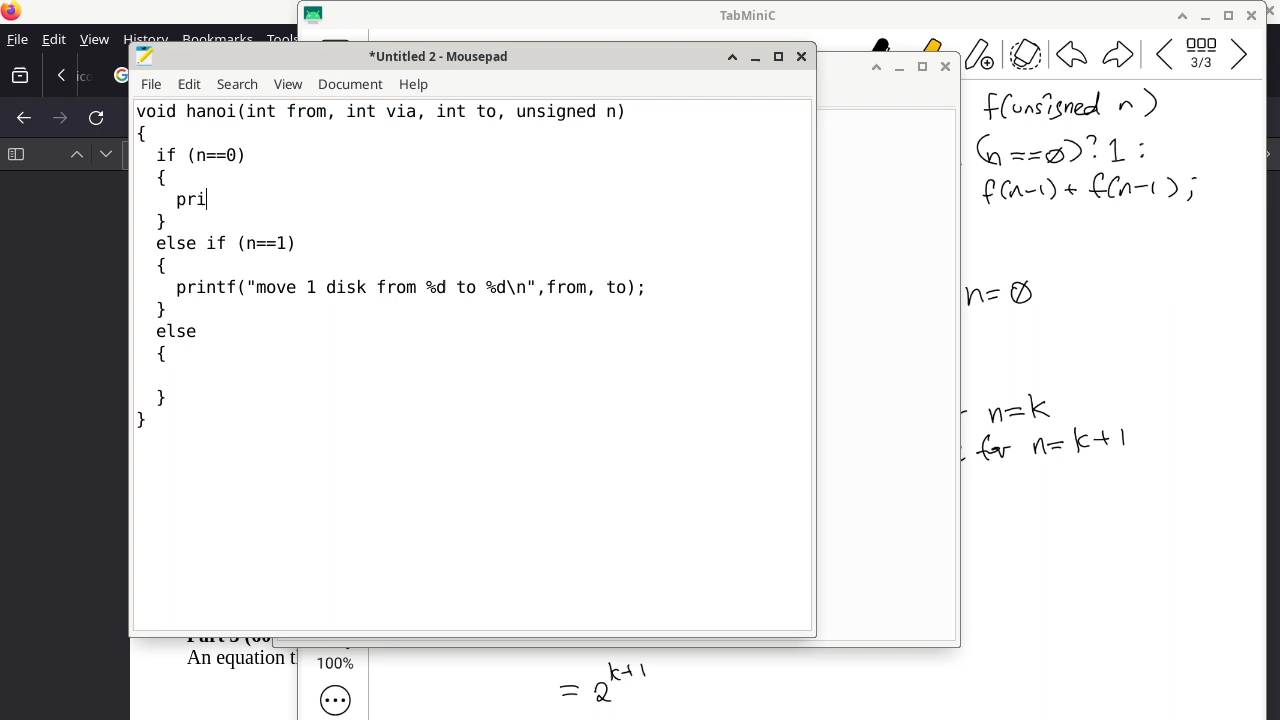 TabMiniC
File Edit View History Bookmarks Tools
*Untitled 2 - Mousepad
File Edit Search View Document Help
3/3
void hanoi(int from, int via, int to, unsigned n)
{
if (n==0)
{
pri
}
else if (n==1)
{
printf("move 1 disk from %d to %d\n",from, to);
}
else
{
}
}
f(unsigned n)
(n==0)? 1 :
f(n-1) + f(n-1);
n=0
n=k
for n=k+1
An equation
100%
= 2^k+1